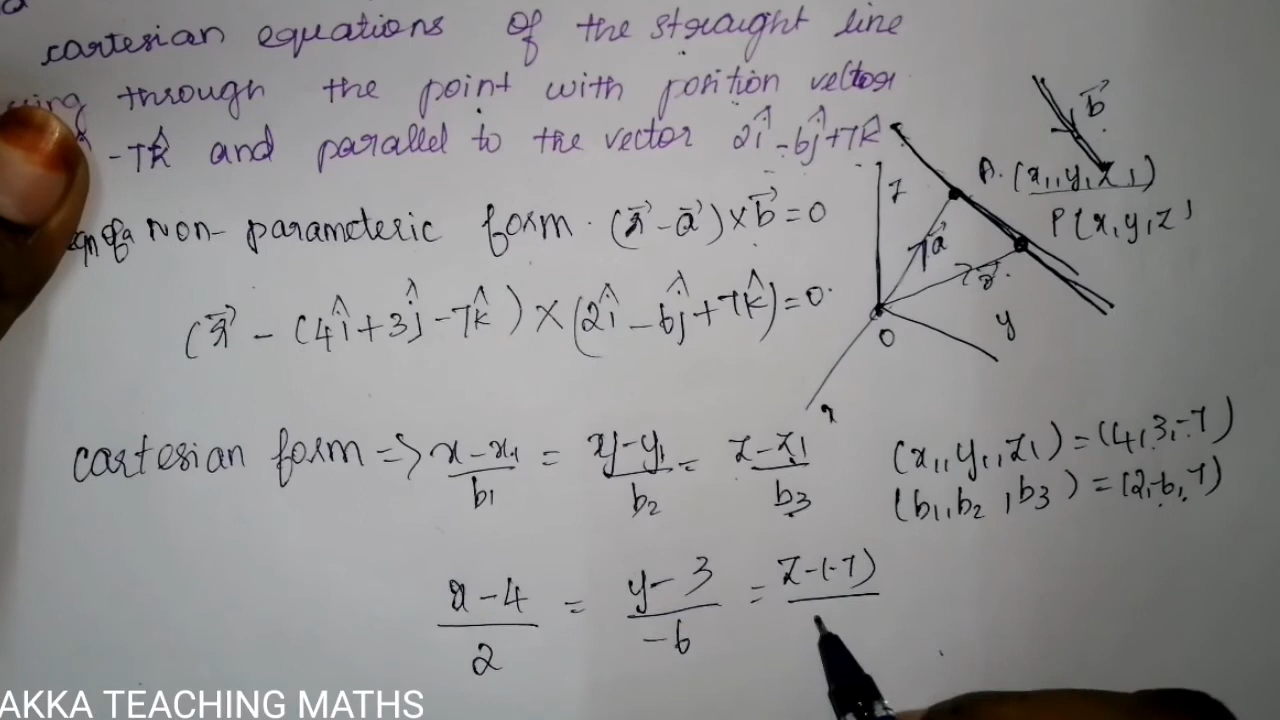 cartesian equations of the straight line
through the point with position vector
-7k̂ and parallel to the vector 2î - 6ĵ + 7k̂
Non-parameteric form. (r⃗ - a⃗) × b⃗ = 0
(r⃗ - (4î + 3ĵ - 7k̂) × (2î - 6ĵ + 7k̂) = 0
b⃗
A. (x₁, y₁, z₁)
P(x, y, z)
z
a⃗
r⃗
O
y
x
cartesian form => x-x₁/b₁ = y-y₁/b₂ = z-z₁/b₃
(x₁, y₁, z₁) = (4, 3, -7)
(b₁, b₂, b₃) = (2, -6, 7)
x-4/2 = y-3/-6 = z-(-7)
AKKA TEACHING MATHS